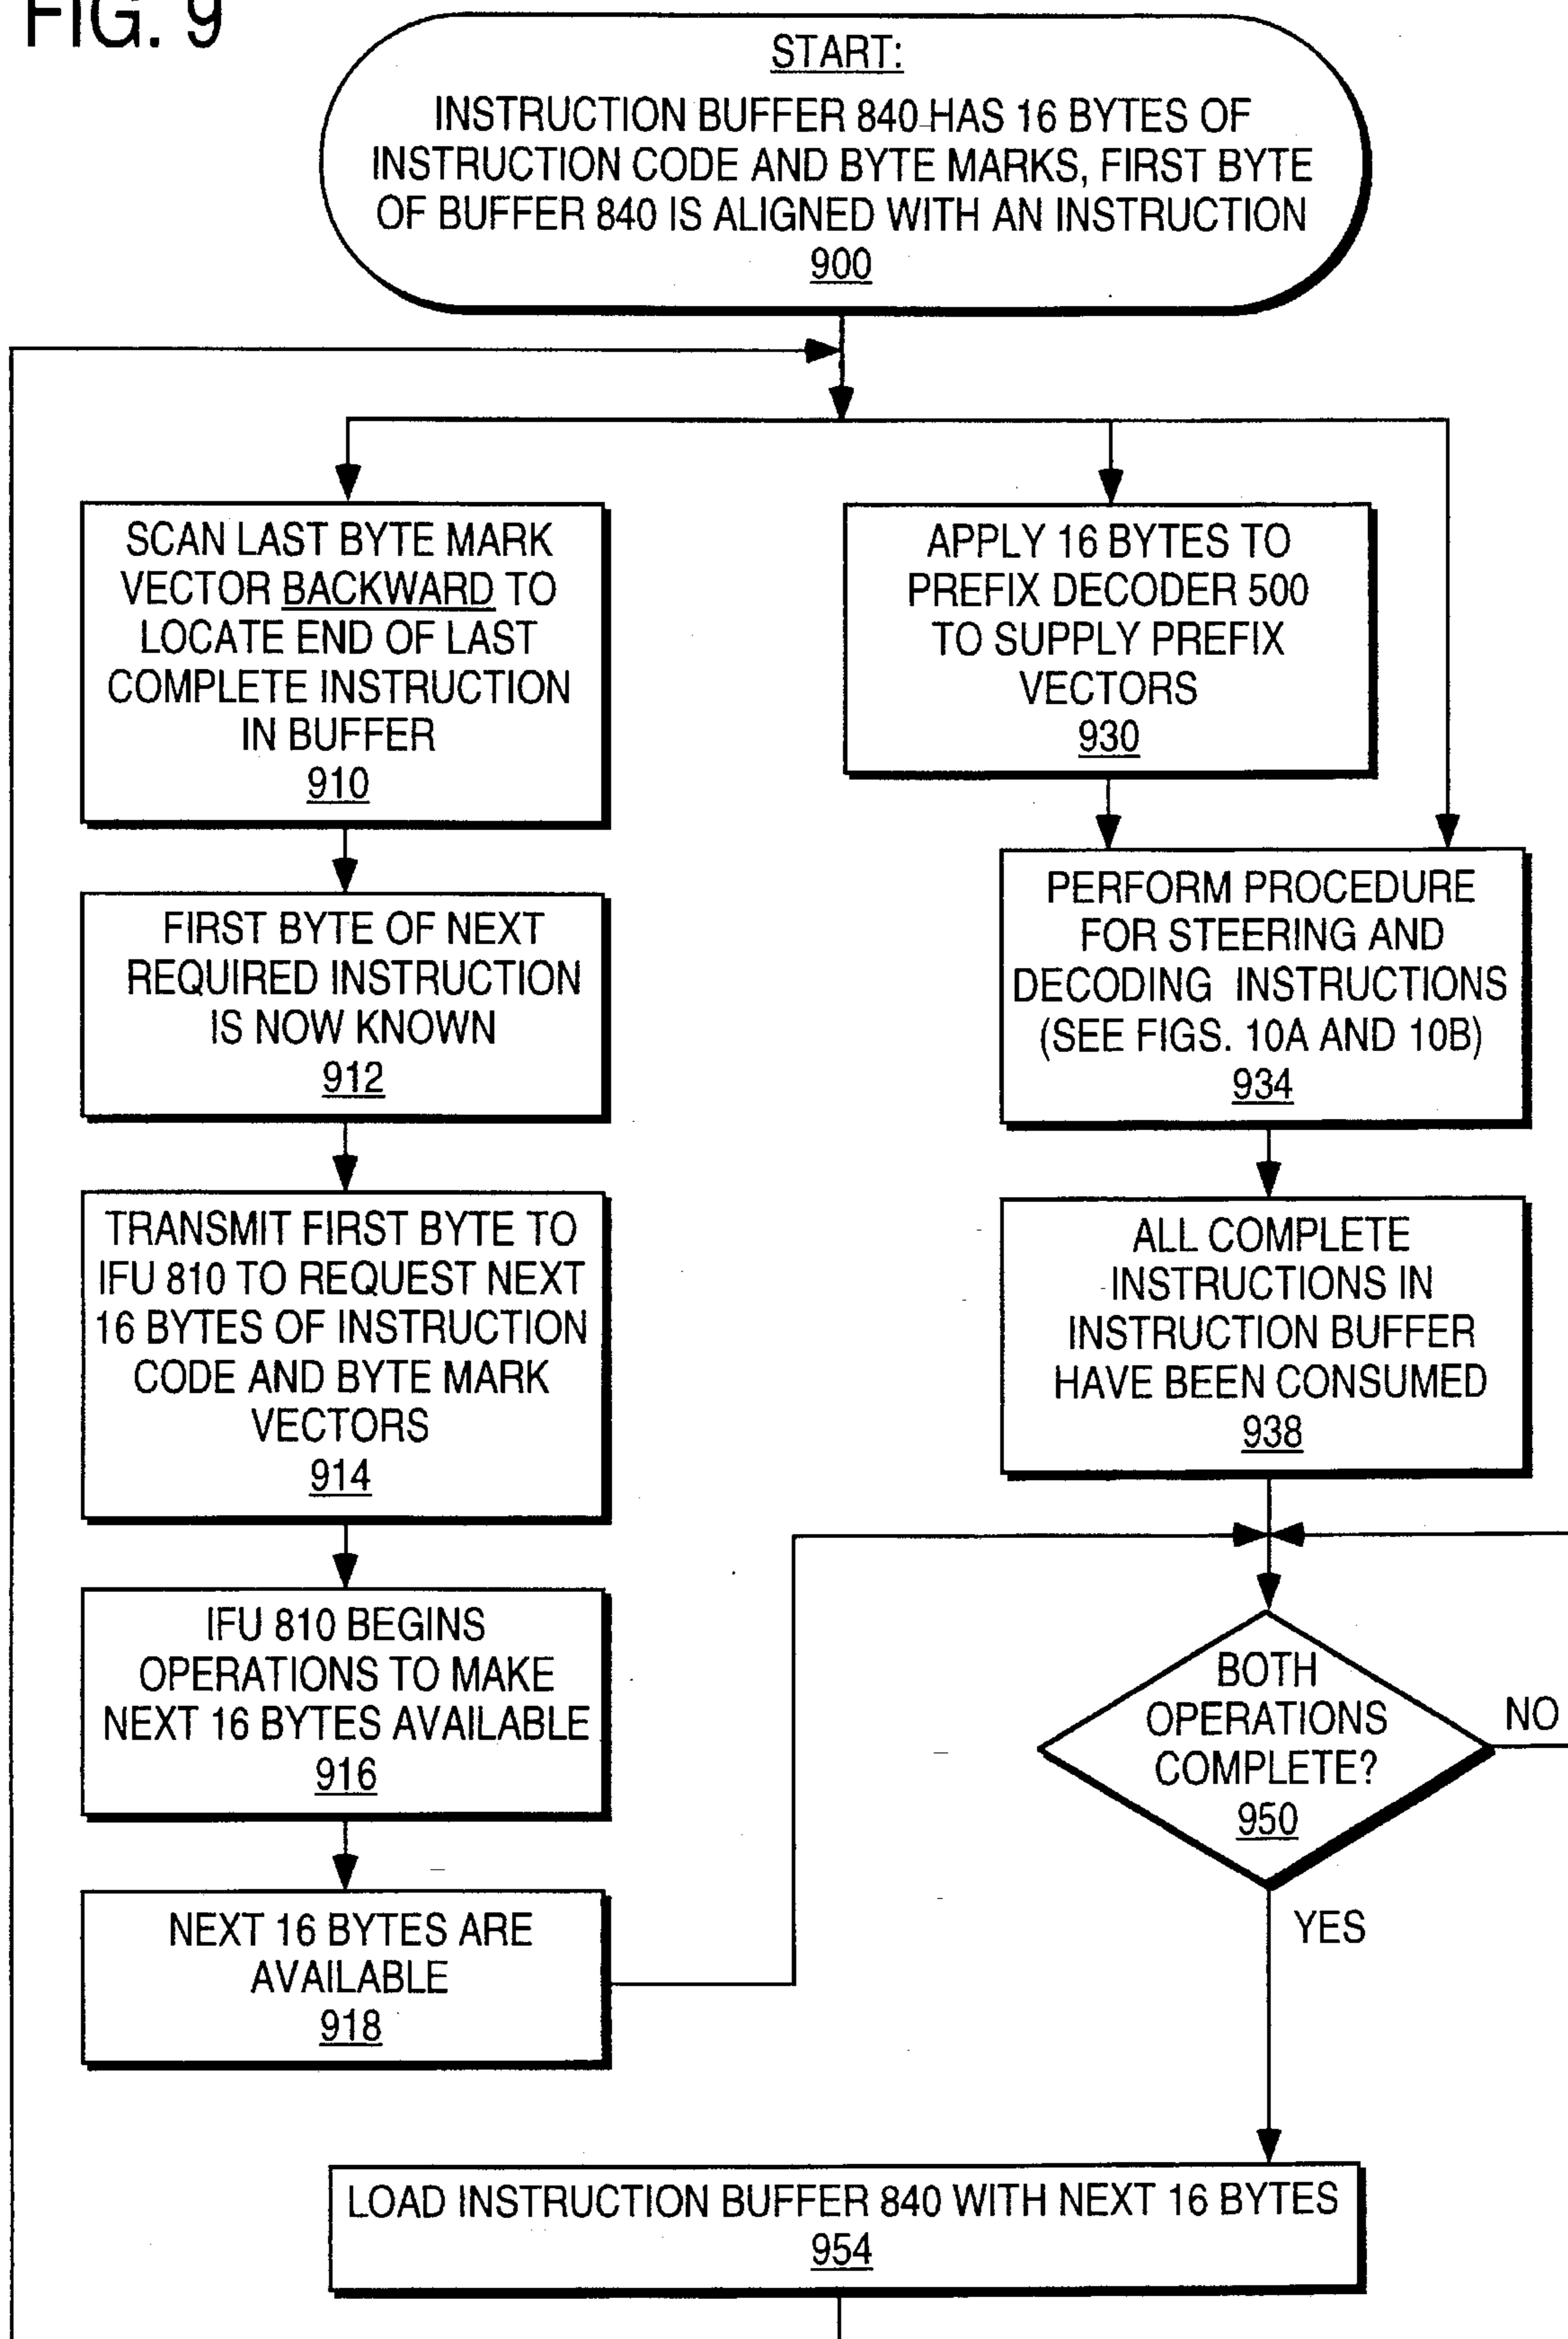 FIG. 9
START:
INSTRUCTION BUFFER 840 HAS 16 BYTES OF
INSTRUCTION CODE AND BYTE MARKS, FIRST BYTE
OF BUFFER 840 IS ALIGNED WITH AN INSTRUCTION
900
SCAN LAST BYTE MARK
VECTOR BACKWARD TO
LOCATE END OF LAST
COMPLETE INSTRUCTION
IN BUFFER
910
APPLY 16 BYTES TO
PREFIX DECODER 500
TO SUPPLY PREFIX
VECTORS
930
FIRST BYTE OF NEXT
REQUIRED INSTRUCTION
IS NOW KNOWN
912
PERFORM PROCEDURE
FOR STEERING AND
DECODING INSTRUCTIONS
(SEE FIGS. 10A AND 10B)
934
TRANSMIT FIRST BYTE TO
IFU 810 TO REQUEST NEXT
16 BYTES OF INSTRUCTION
CODE AND BYTE MARK
VECTORS
914
ALL COMPLETE
INSTRUCTIONS IN
INSTRUCTION BUFFER
HAVE BEEN CONSUMED
938
IFU 810 BEGINS
OPERATIONS TO MAKE
NEXT 16 BYTES AVAILABLE
916
BOTH
OPERATIONS
COMPLETE?
950
NO
YES
NEXT 16 BYTES ARE
AVAILABLE
918
LOAD INSTRUCTION BUFFER 840 WITH NEXT 16 BYTES
954